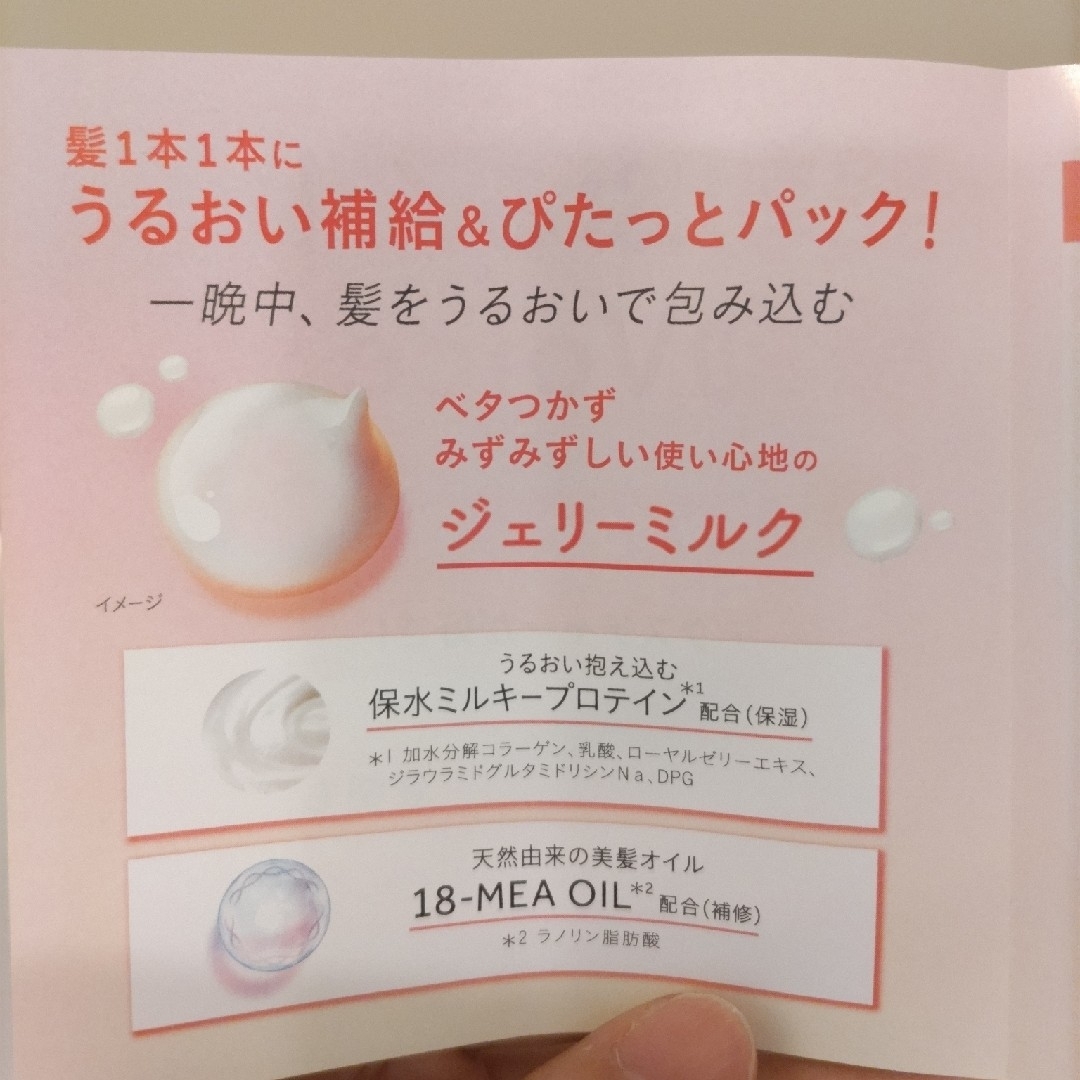 髪1本1本に
うるおい補給&ぴたっとパック!
一晩中、髪をうるおいで包み込む
ベタつかず
みずみずしい使い心地の
ジェリーミルク
イメージ
うるおい抱え込む
保水ミルキープロテイン*1 配合(保湿)
*1 加水分解コラーゲン、乳酸、ローヤルゼリーエキス、
ジラウラミドグルタミドリシンNa、DPG
天然由来の美髪オイル
18-MEA OIL*2 配合(補修)
*2 ラノリン脂肪酸